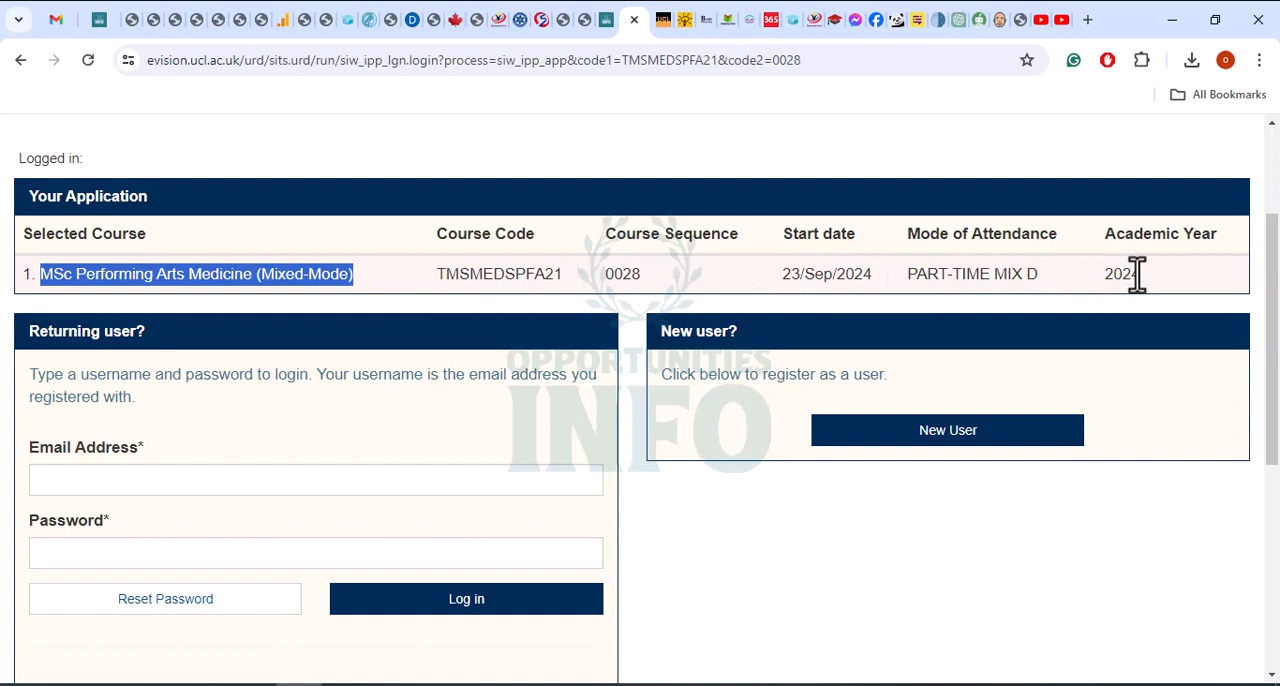 evision.ucl.ac.uk/urd/sits.urd/run/siw_ipp_lgn.login?process=siw_ipp_app&code1=TMSMEDSPFA21&code2=0028
All Bookmarks
Logged in:
Your Application
Selected Course Course Code Course Sequence Start date Mode of Attendance Academic Year
1. MSc Performing Arts Medicine (Mixed-Mode) TMSMEDSPFA21 0028 23/Sep/2024 PART-TIME MIX D 2024
Returning user?
Type a username and password to login. Your username is the email address you
registered with.
Email Address*
Password*
Reset Password Log in
New user?
Click below to register as a user.
New User
OPPORTUNITIES
INFO